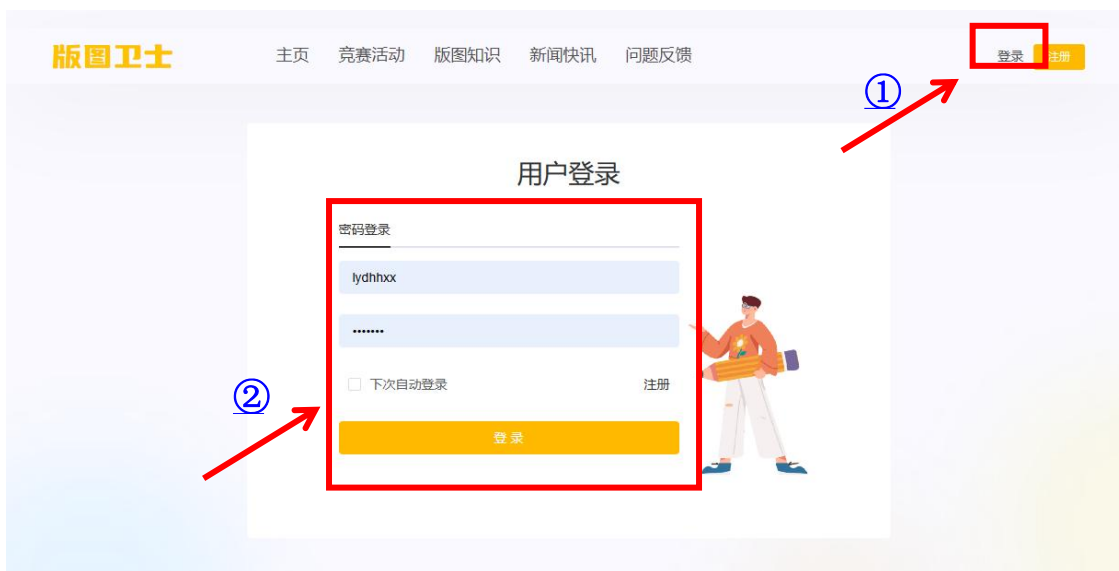 版图卫士 主页 竞赛活动 版图知识 新闻快讯 问题反馈 登录 注册
①
用户登录
密码登录
lydhhxx
•••••••
下次自动登录 注册
②
登录